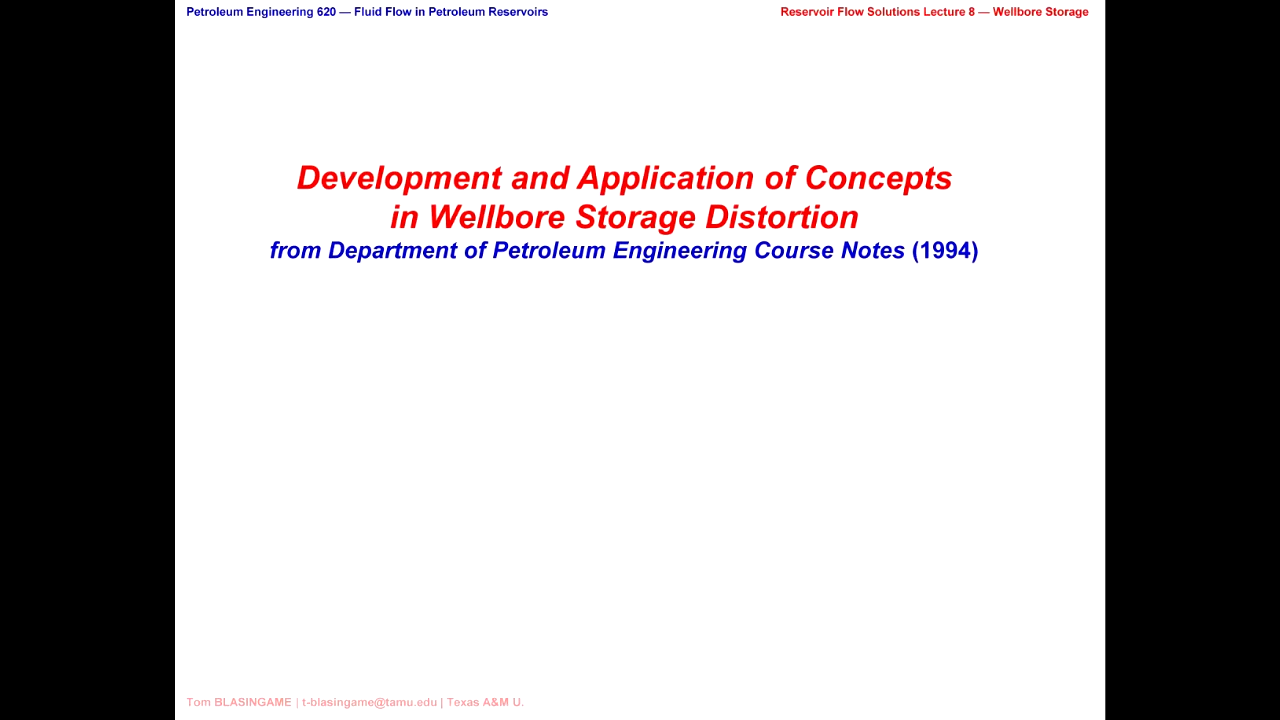 Petroleum Engineering 620 — Fluid Flow in Petroleum Reservoirs
Reservoir Flow Solutions Lecture 8 — Wellbore Storage
Development and Application of Concepts
in Wellbore Storage Distortion
from Department of Petroleum Engineering Course Notes (1994)
Tom BLASINGAME | t-blasingame@tamu.edu | Texas A&M U.